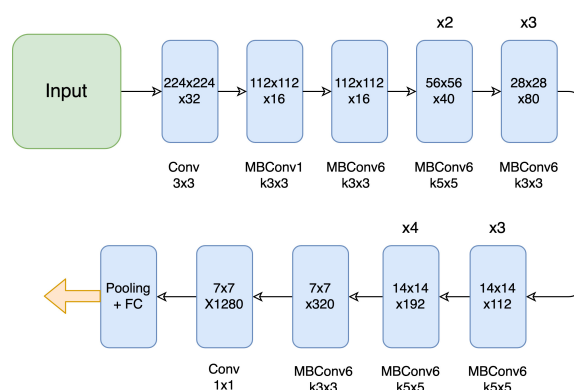 x2
x3
Input
224x224
x32
112x112
x16
112x112
x16
56x56
x40
28x28
x80
Conv
3x3
MBConv1
k3x3
MBConv6
k3x3
MBConv6
k5x5
MBConv6
k3x3
x4
x3
Pooling
+ FC
7x7
X1280
7x7
x320
14x14
x192
14x14
x112
Conv
1x1
MBConv6
k3x3
MBConv6
k5x5
MBConv6
k5x5